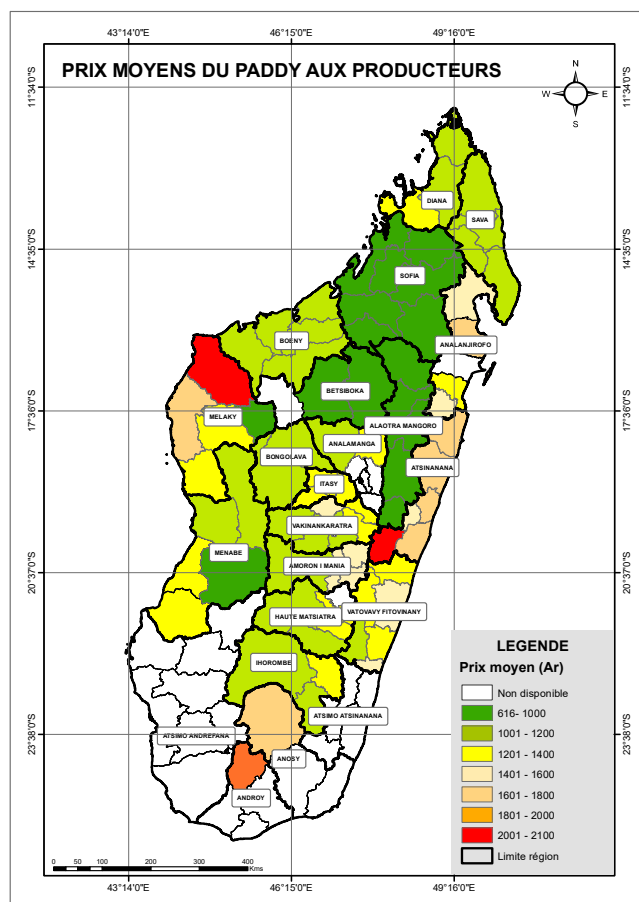 43°14'0"E 46°15'0"E 49°16'0"E
PRIX MOYENS DU PADDY AUX PRODUCTEURS
N
W E
S
11°34'0"S 11°34'0"S
DIANA
SAVA
14°35'0"S 14°35'0"S
SOFIA
BOENY
ANALANJIROFO
BETSIBOKA
17°36'0"S 17°36'0"S
MELAKY
ALAOTRA MANGORO
ANALAMANGA
BONGOLAVA
ATSINANANA
ITASY
VAKINANKARATRA
MENABE
AMORON I MANIA
20°37'0"S 20°37'0"S
HAUTE MATSIATRA
VATOVAVY FITOVINANY
IHOROMBE
ATSIMO ATSINANANA
23°38'0"S 23°38'0"S
ATSIMO ANDREFANA
ANOSY
ANDROY
LEGENDE
Prix moyen (Ar)
Non disponible
616- 1000
1001 - 1200
1201 - 1400
1401 - 1600
1601 - 1800
1801 - 2000
2001 - 2100
Limite région
0 50 100 200 300 400
Kms
43°14'0"E 46°15'0"E 49°16'0"E